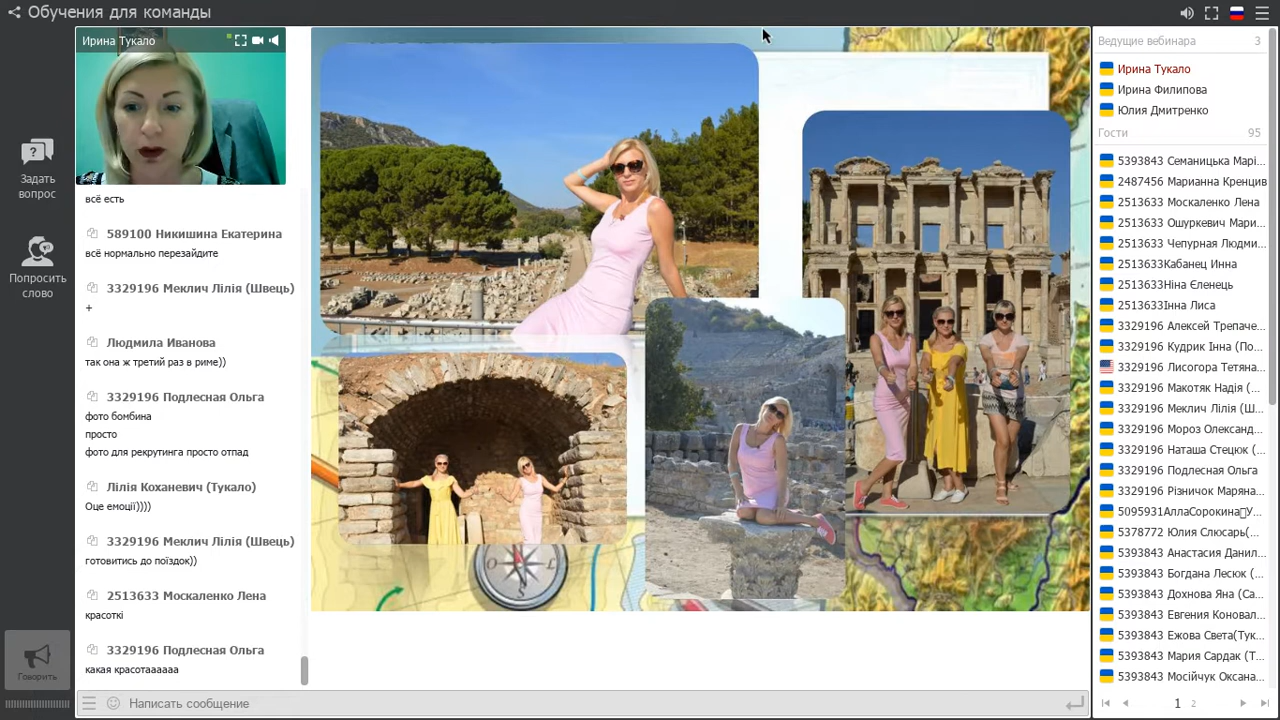 Обучения для команды
Ирина Тукало
Задать
вопрос
Попросить
слово
Говорить
всё есть
589100 Никишина Екатерина
всё нормально перезайдите
3329196 Меклич Лілія (Швець)
+
Людмила Иванова
так она ж третий раз в риме))
3329196 Подлесная Ольга
фото бомбина
просто
фото для рекрутинга просто отпад
Лілія Коханевич (Тукало)
Оце емоції))))
3329196 Меклич Лілія (Швець)
готовитись до поїздок))
2513633 Москаленко Лена
красоткі
3329196 Подлесная Ольга
какая красотаааааа
Написать сообщение
Ведущие вебинара 3
Ирина Тукало
Ирина Филипова
Юлия Дмитренко
Гости 95
5393843 Семаницька Марі...
2487456 Марианна Кренцив
2513633 Москаленко Лена
2513633 Ошуркевич Мари...
2513633 Чепурная Людми...
2513633Кабанец Инна
2513633Ніна Єленець
2513633Інна Лиса
3329196 Алексей Трепаче...
3329196 Кудрик Інна (По...
3329196 Лисогора Тетяна...
3329196 Макотяк Надія (...
3329196 Меклич Лілія (Ш...
3329196 Мороз Олександ...
3329196 Наташа Стецюк (...
3329196 Подлесная Ольга
3329196 Різничок Маряна...
5095931АллаСорокина У...
5378772 Юлия Слюсарь(...
5393843 Анастасия Данил...
5393843 Богдана Лесюк (...
5393843 Дохнова Яна (Са...
5393843 Евгения Коновал...
5393843 Ежова Света(Тук...
5393843 Мария Сардак (Т...
5393843 Мосійчук Оксана...
1 2